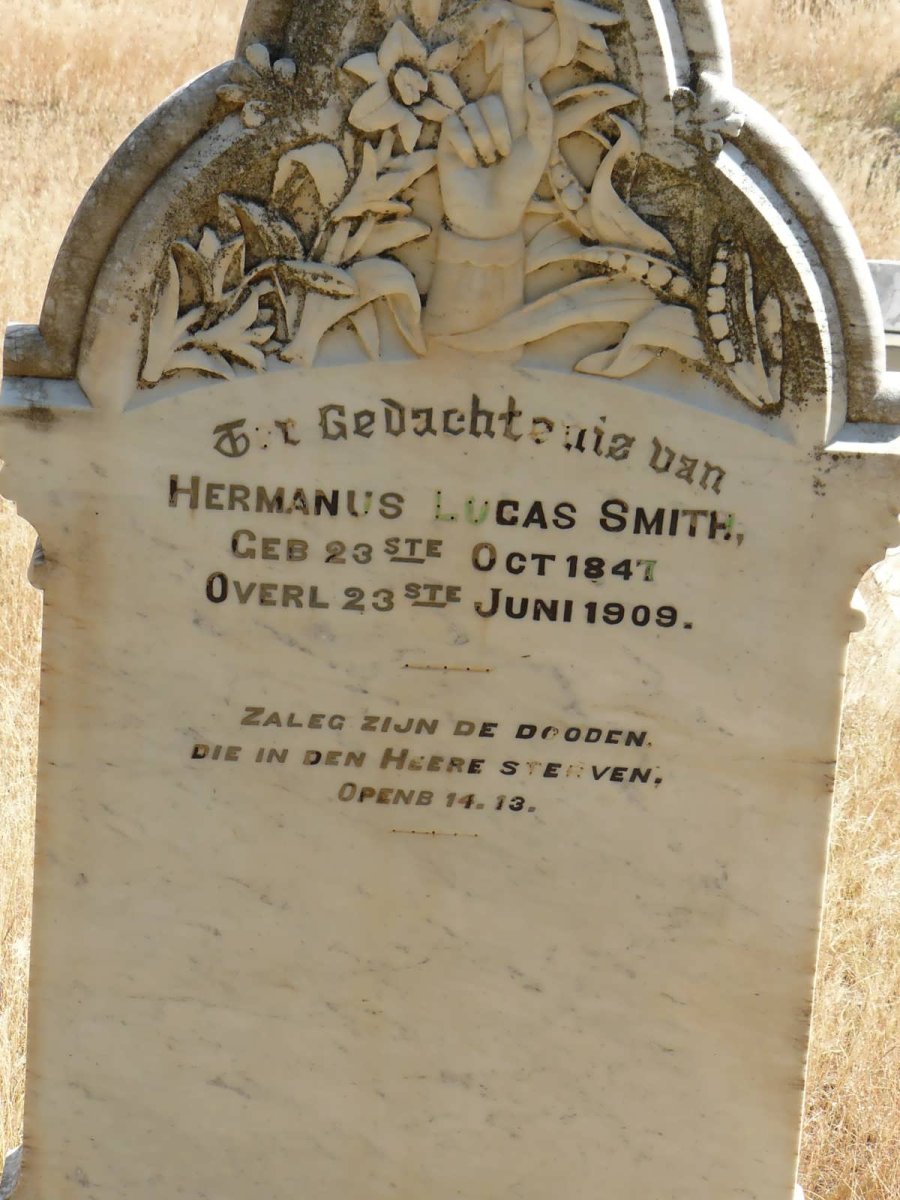 Ter Gedachtenis van
HERMANUS LUCAS SMITH,
GEB 23STE OCT 1847
OVERL 23STE JUNI 1909.
ZALEG ZIJN DE DOODEN,
DIE IN DEN HEERE STERVEN,
OPENB 14. 13.